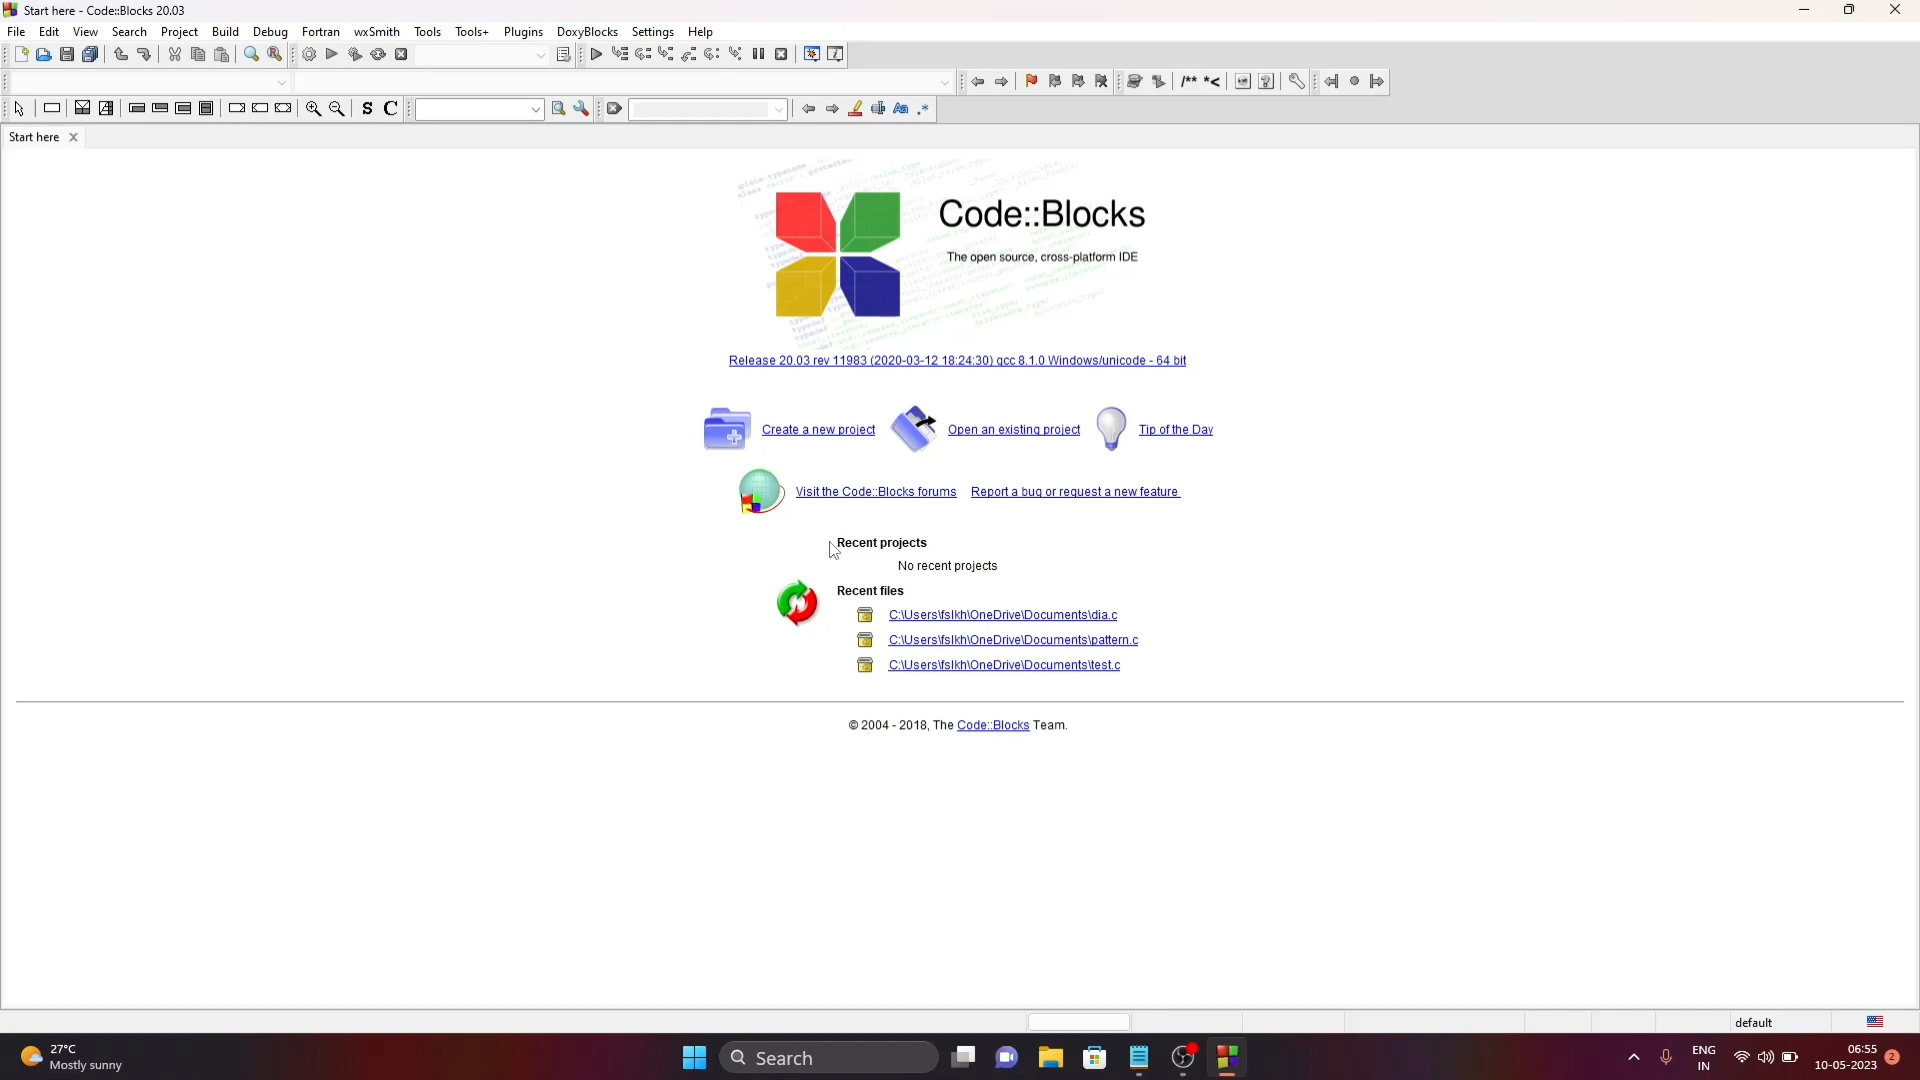 Start here - Code::Blocks 20.03
File Edit View Search Project Build Debug Fortran wxSmith Tools Tools+ Plugins DoxyBlocks Settings Help
/** *<
S C Aa .*
Start here
Code::Blocks
The open source, cross-platform IDE
Release 20.03 rev 11983 (2020-03-12 18:24:30) gcc 8.1.0 Windows/unicode - 64 bit
Create a new project Open an existing project Tip of the Day
Visit the Code::Blocks forums Report a bug or request a new feature
Recent projects
No recent projects
Recent files
C:\Users\fslkh\OneDrive\Documents\dia.c
C:\Users\fslkh\OneDrive\Documents\pattern.c
C:\Users\fslkh\OneDrive\Documents\test.c
© 2004 - 2018, The Code::Blocks Team.
default
27°C
Mostly sunny
Search
ENG
IN
06:55
10-05-2023
2